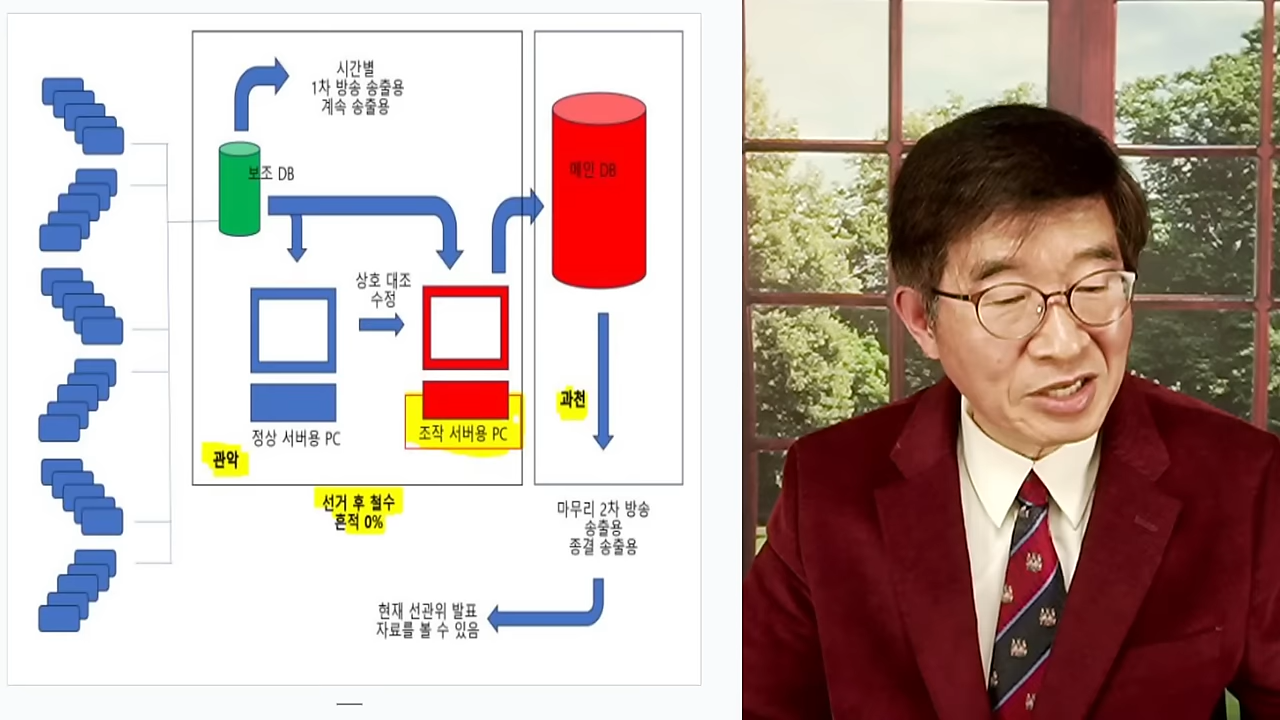 시간별
1차 방송 송출용
계속 송출용
보조 DB
메인 DB
상호 대조
수정
정상 서버용 PC
조작 서버용 PC
관악
과천
선거 후 철수
흔적 0%
마무리 2차 방송
송출용
종결 송출용
현재 선관위 발표
자료를 볼 수 있음